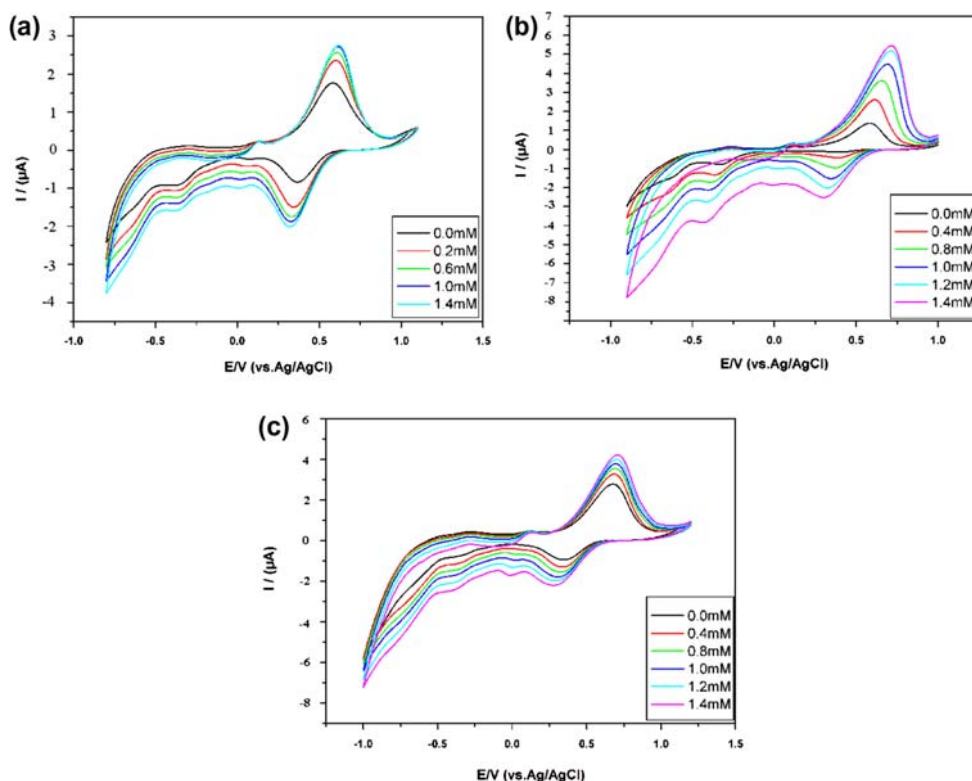 (a)
I / (μA)
3
2
1
0
-1
-2
-3
-4
-1.0
-0.5
0.0
0.5
1.0
1.5
E/V (vs.Ag/AgCl)
0.0mM
0.2mM
0.6mM
1.0mM
1.4mM
(b)
I / (μA)
7
6
5
4
3
2
1
0
-1
-2
-3
-4
-5
-6
-7
-8
-1.0
-0.5
0.0
0.5
1.0
E/V (vs.Ag/AgCl)
0.0mM
0.4mM
0.8mM
1.0mM
1.2mM
1.4mM
(c)
I / (μA)
6
4
2
0
-2
-4
-6
-8
-1.0
-0.5
0.0
0.5
1.0
1.5
E/V (vs.Ag/AgCl)
0.0mM
0.4mM
0.8mM
1.0mM
1.2mM
1.4mM